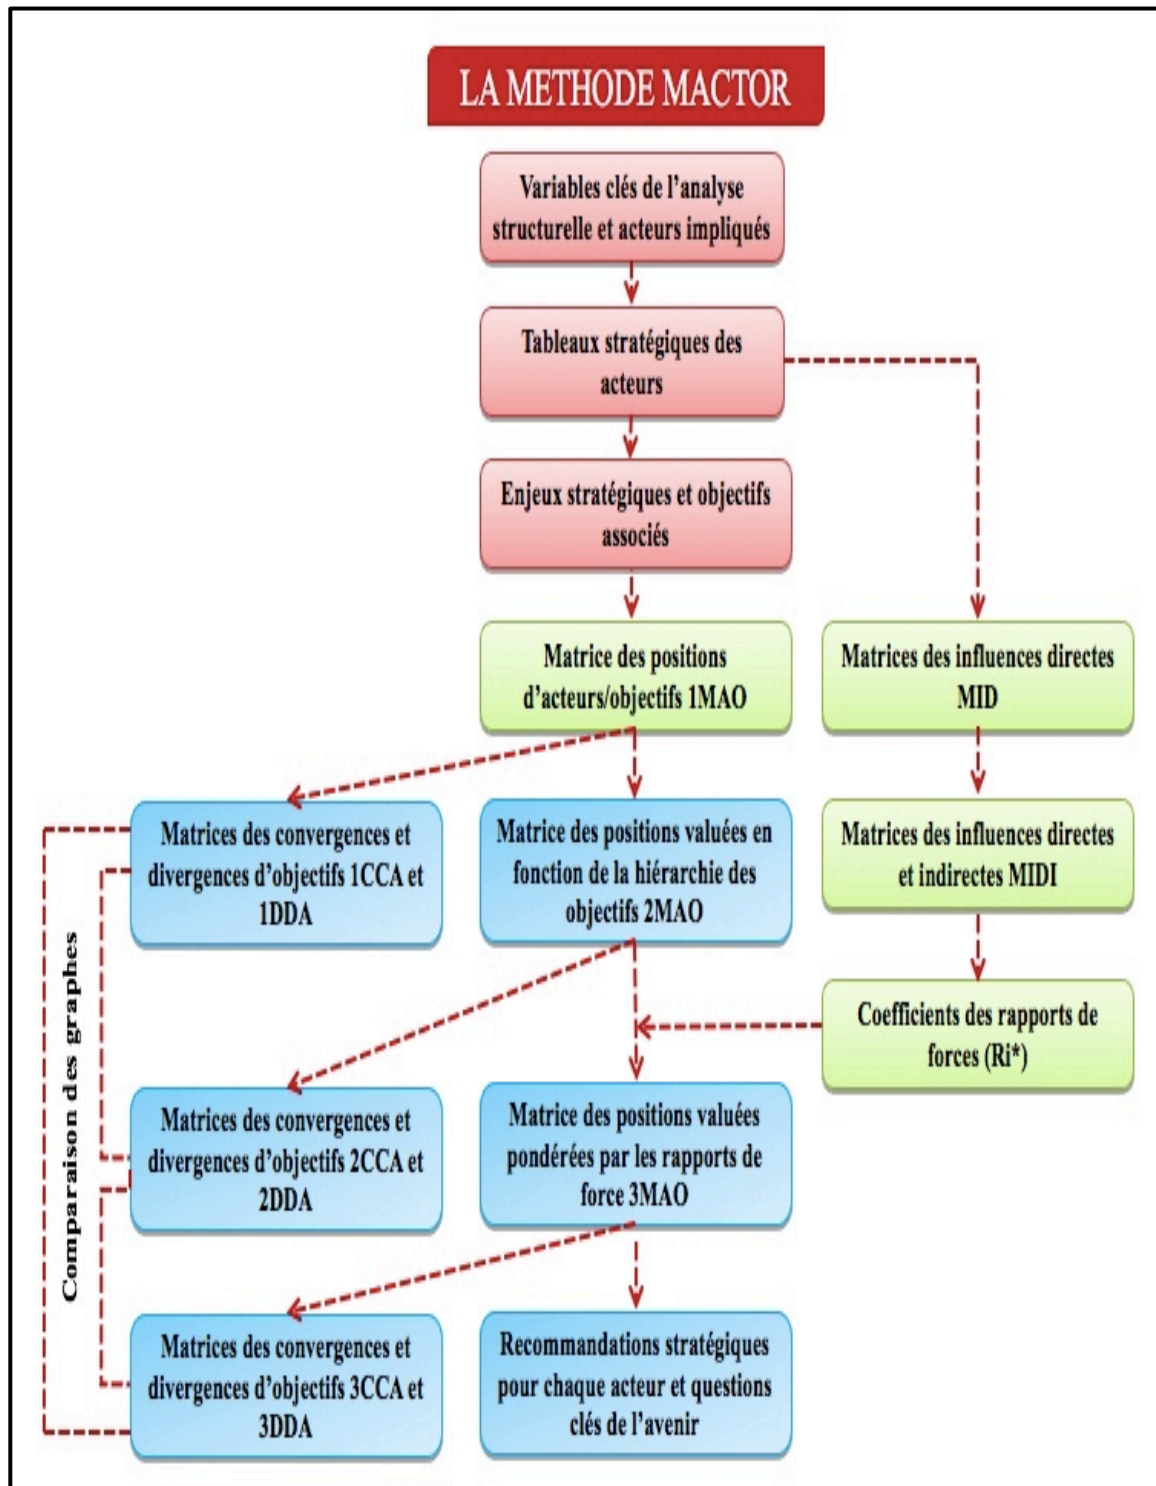 LA METHODE MACTOR
Variables clés de l'analyse
structurelle et acteurs impliqués
Tableaux stratégiques des
acteurs
Enjeux stratégiques et objectifs
associés
Matrice des positions
d'acteurs/objectifs 1MAO
Matrices des influences directes
MID
Matrices des convergences et
divergences d'objectifs 1CCA et
1DDA
Matrice des positions valuées en
fonction de la hiérarchie des
objectifs 2MAO
Matrices des influences directes
et indirectes MIDI
Comparaison des graphes
Coefficients des rapports de
forces (Ri*)
Matrices des convergences et
divergences d'objectifs 2CCA et
2DDA
Matrice des positions valuées
pondérées par les rapports de
force 3MAO
Matrices des convergences et
divergences d'objectifs 3CCA et
3DDA
Recommandations stratégiques
pour chaque acteur et questions
clés de l'avenir